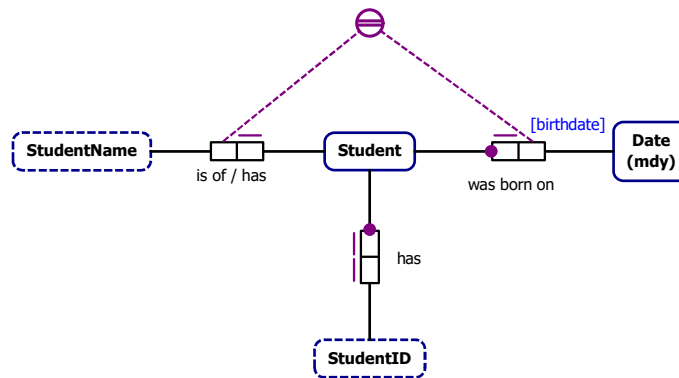 [birthdate]
StudentName
Student
Date
(mdy)
is of / has
was born on
has
StudentID